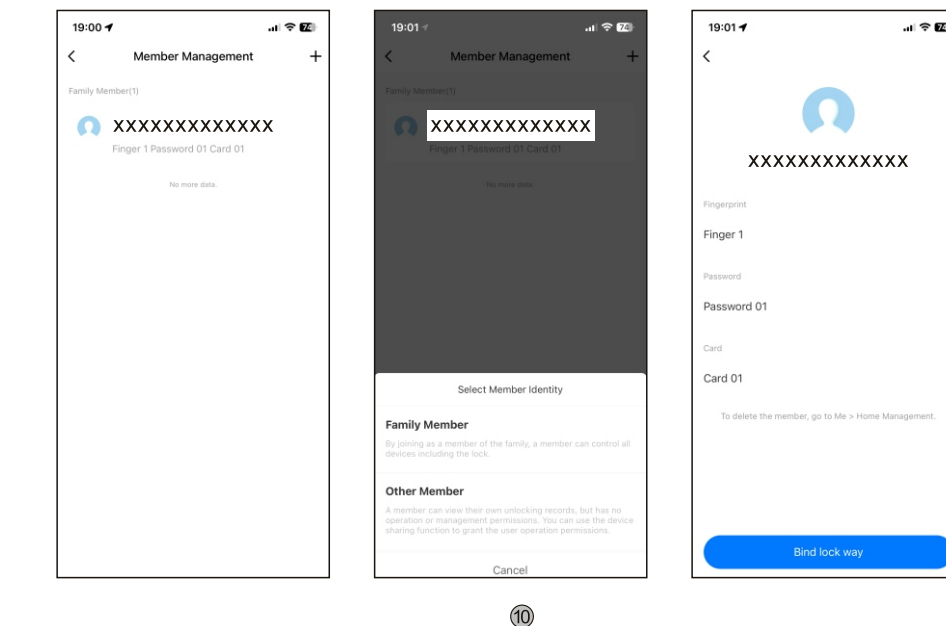 19:00
74
Member Management
+
Family Member(1)
XXXXXXXXXXXXX
Finger 1 Password 01 Card 01
No more data.
19:01
74
Member Management
+
Family Member(1)
XXXXXXXXXXXXX
Finger 1 Password 01 Card 01
No more data.
Select Member Identity
Family Member
By joining as a member of the family, a member can control all
devices including the lock.
Other Member
A member can view their own unlocking records, but has no
operation or management permissions. You can use the device
sharing function to grant the user operation permissions.
Cancel
19:01
XXXXXXXXXXXXX
Fingerprint
Finger 1
Password
Password 01
Card
Card 01
To delete the member, go to Me > Home Management.
Bind lock way
10